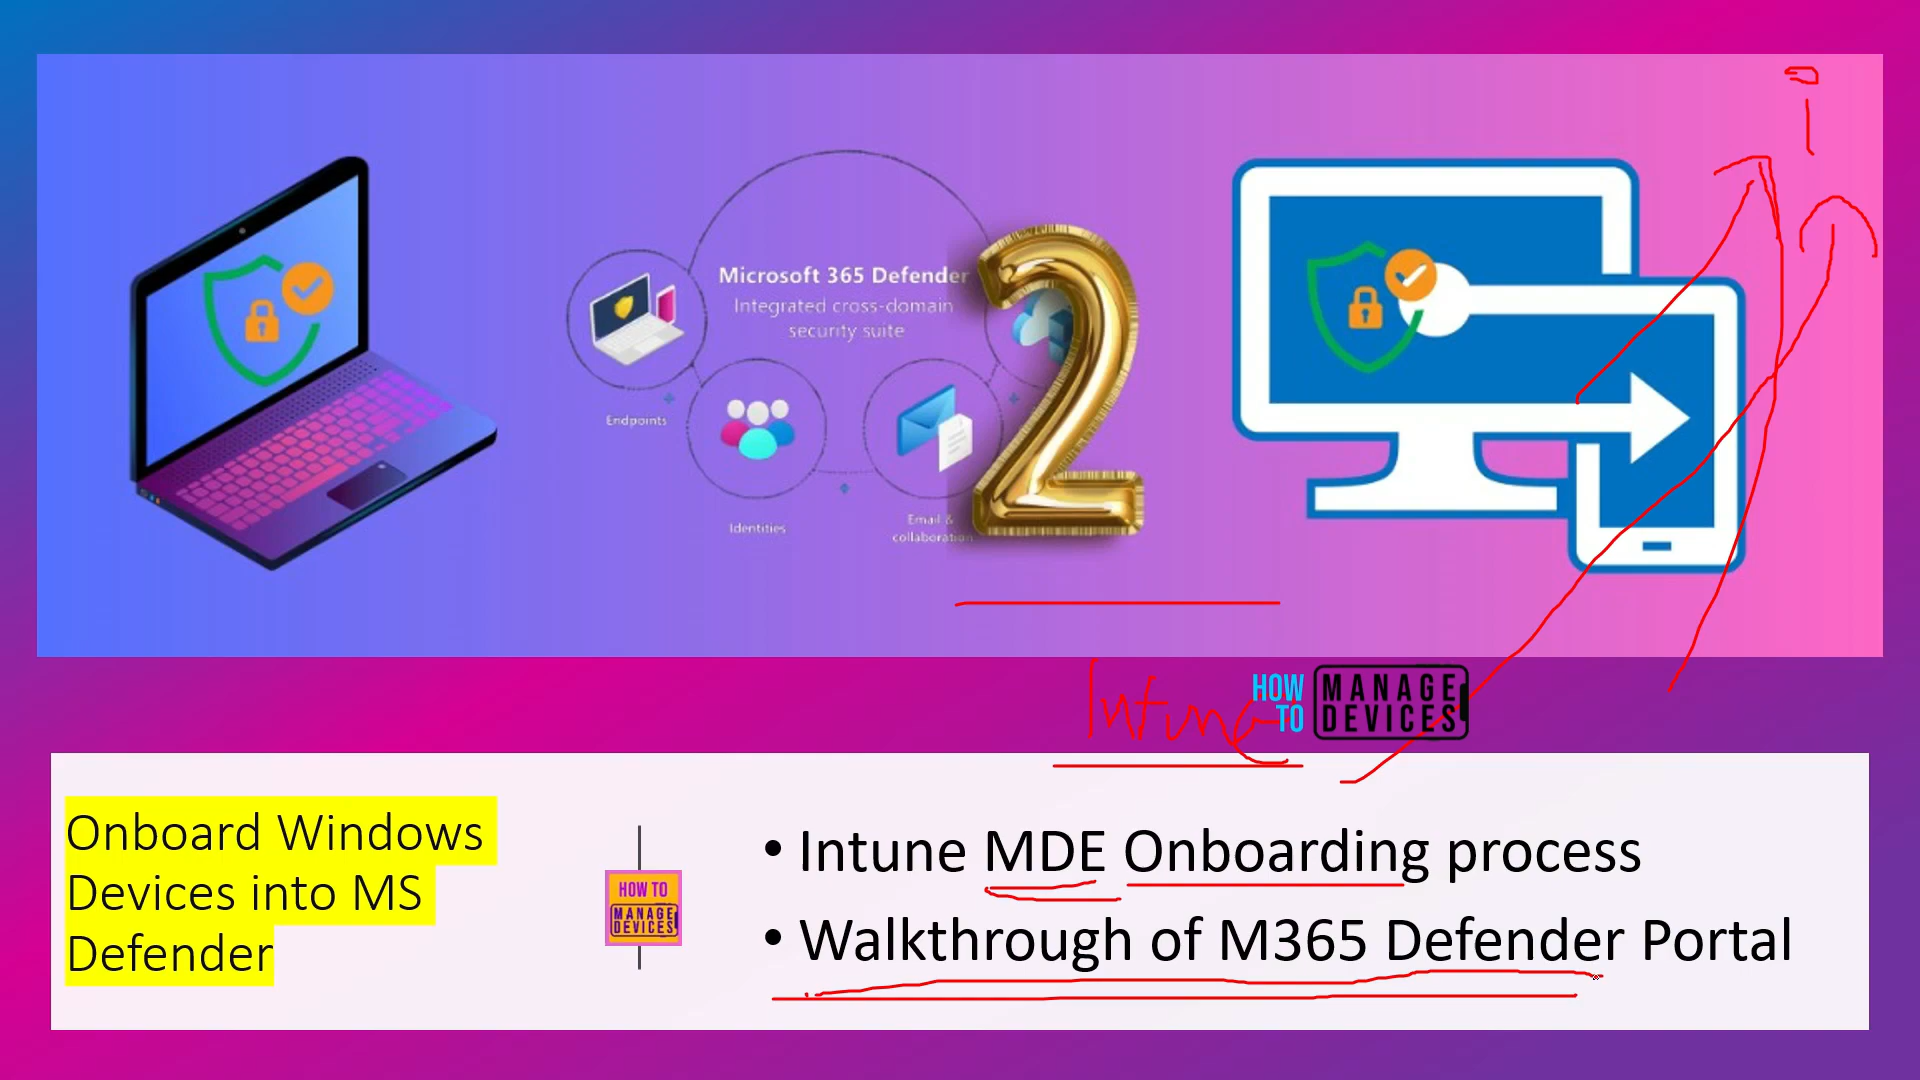 Microsoft 365 Defender
Integrated cross-domain
security suite
2
Endpoints
Identities
Email &
collaboration
Intune
HOW
TO
MANAGE
DEVICES
Onboard Windows
Devices into MS
Defender
HOW TO
MANAGE
DEVICES
• Intune MDE Onboarding process
• Walkthrough of M365 Defender Portal